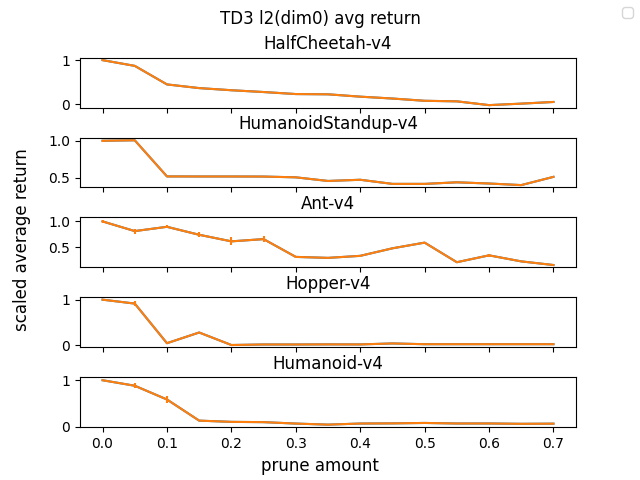 TD3 l2(dim0) avg return
HalfCheetah-v4
1
0
HumanoidStandup-v4
1.0
0.5
Ant-v4
1.0
0.5
scaled average return
Hopper-v4
1
0
Humanoid-v4
1
0
0.0 0.1 0.2 0.3 0.4 0.5 0.6 0.7
prune amount